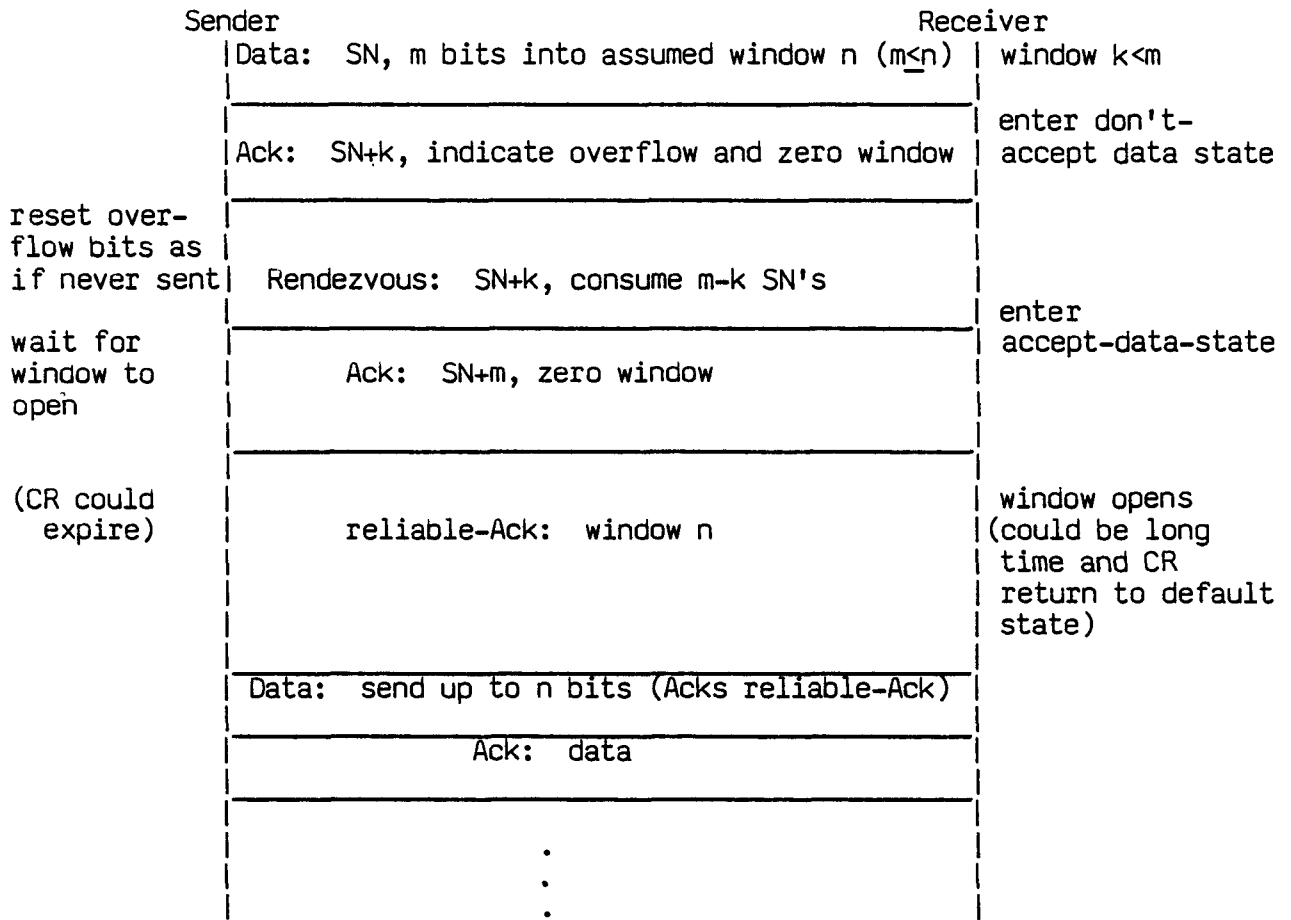 Sender Receiver
Data: SN, m bits into assumed window n (m≤n) window k<m
enter don't-
Ack: SN+k, indicate overflow and zero window accept data state
reset over-
flow bits as
if never sent Rendezvous: SN+k, consume m-k SN's
enter
wait for accept-data-state
window to Ack: SN+m, zero window
open
(CR could window opens
expire) reliable-Ack: window n (could be long
time and CR
return to default
state)
Data: send up to n bits (Acks reliable-Ack)
Ack: data
.
.
.